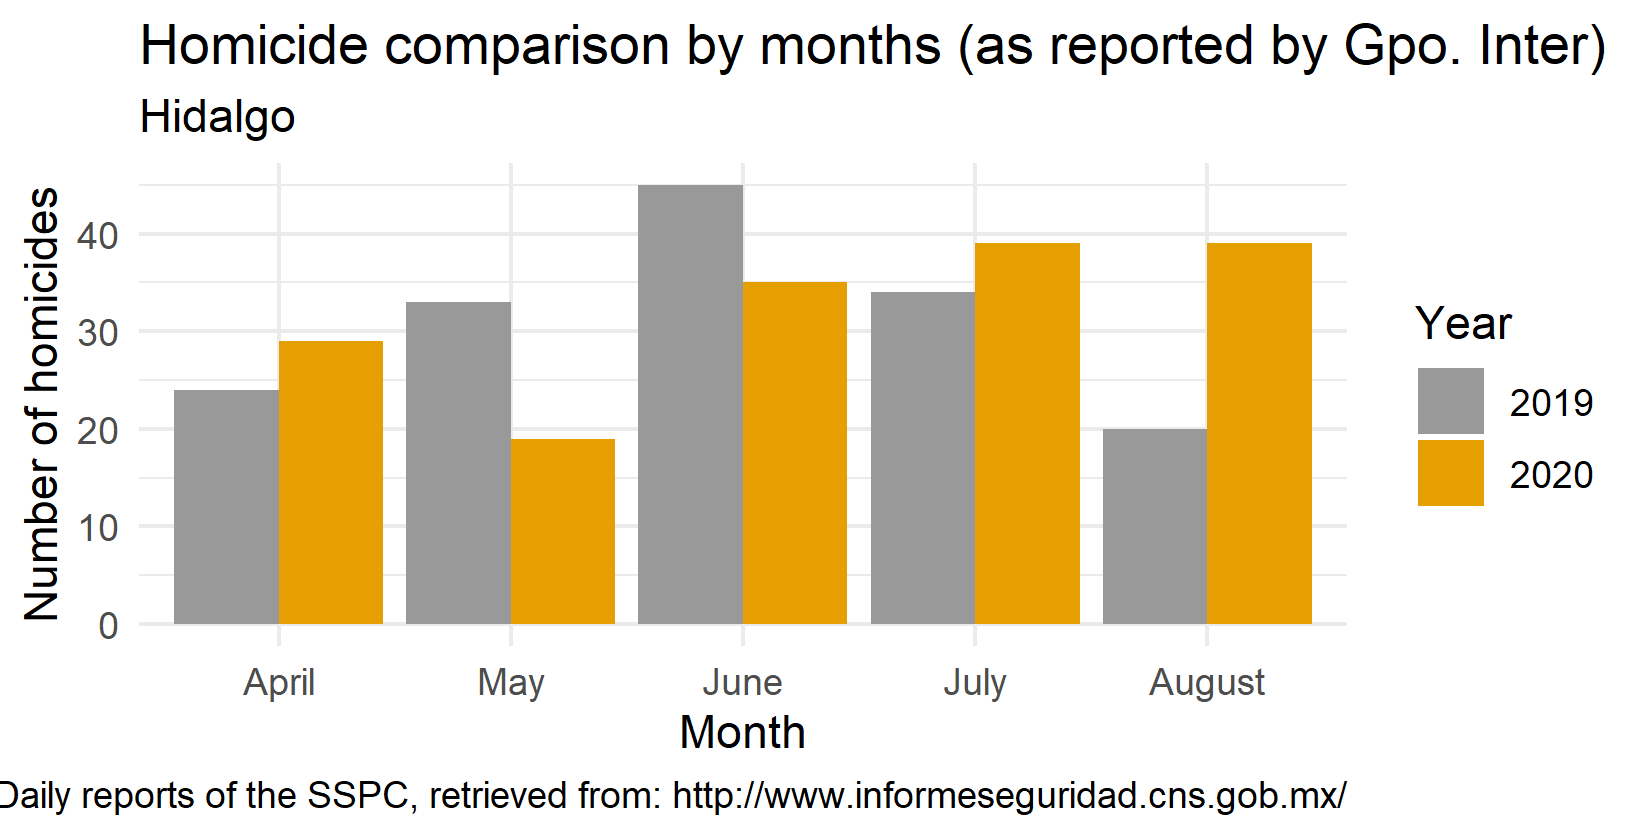 Homicide comparison by months (as reported by Gpo. Inter)
Hidalgo
Number of homicides
40
30
20
10
0
April May June July August
Month
Year
2019
2020
Daily reports of the SSPC, retrieved from: http://www.informeseguridad.cns.gob.mx/